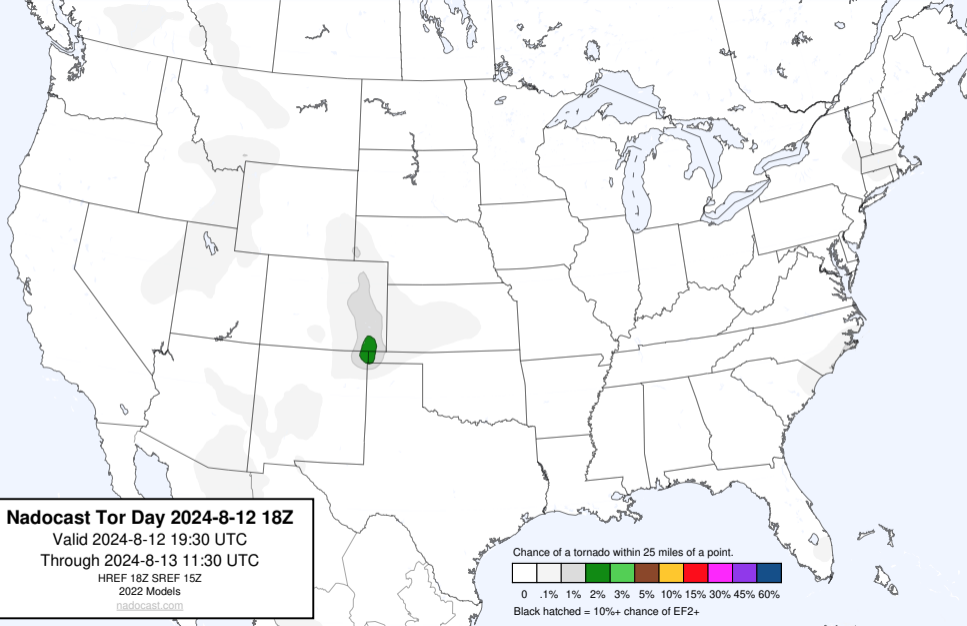 Nadocast Tor Day 2024-8-12 18Z
Valid 2024-8-12 19:30 UTC
Through 2024-8-13 11:30 UTC
HREF 18Z SREF 15Z
2022 Models
nadocast.com
Chance of a tornado within 25 miles of a point.
0 .1% 1% 2% 3% 5% 10% 15% 30% 45% 60%
Black hatched = 10%+ chance of EF2+